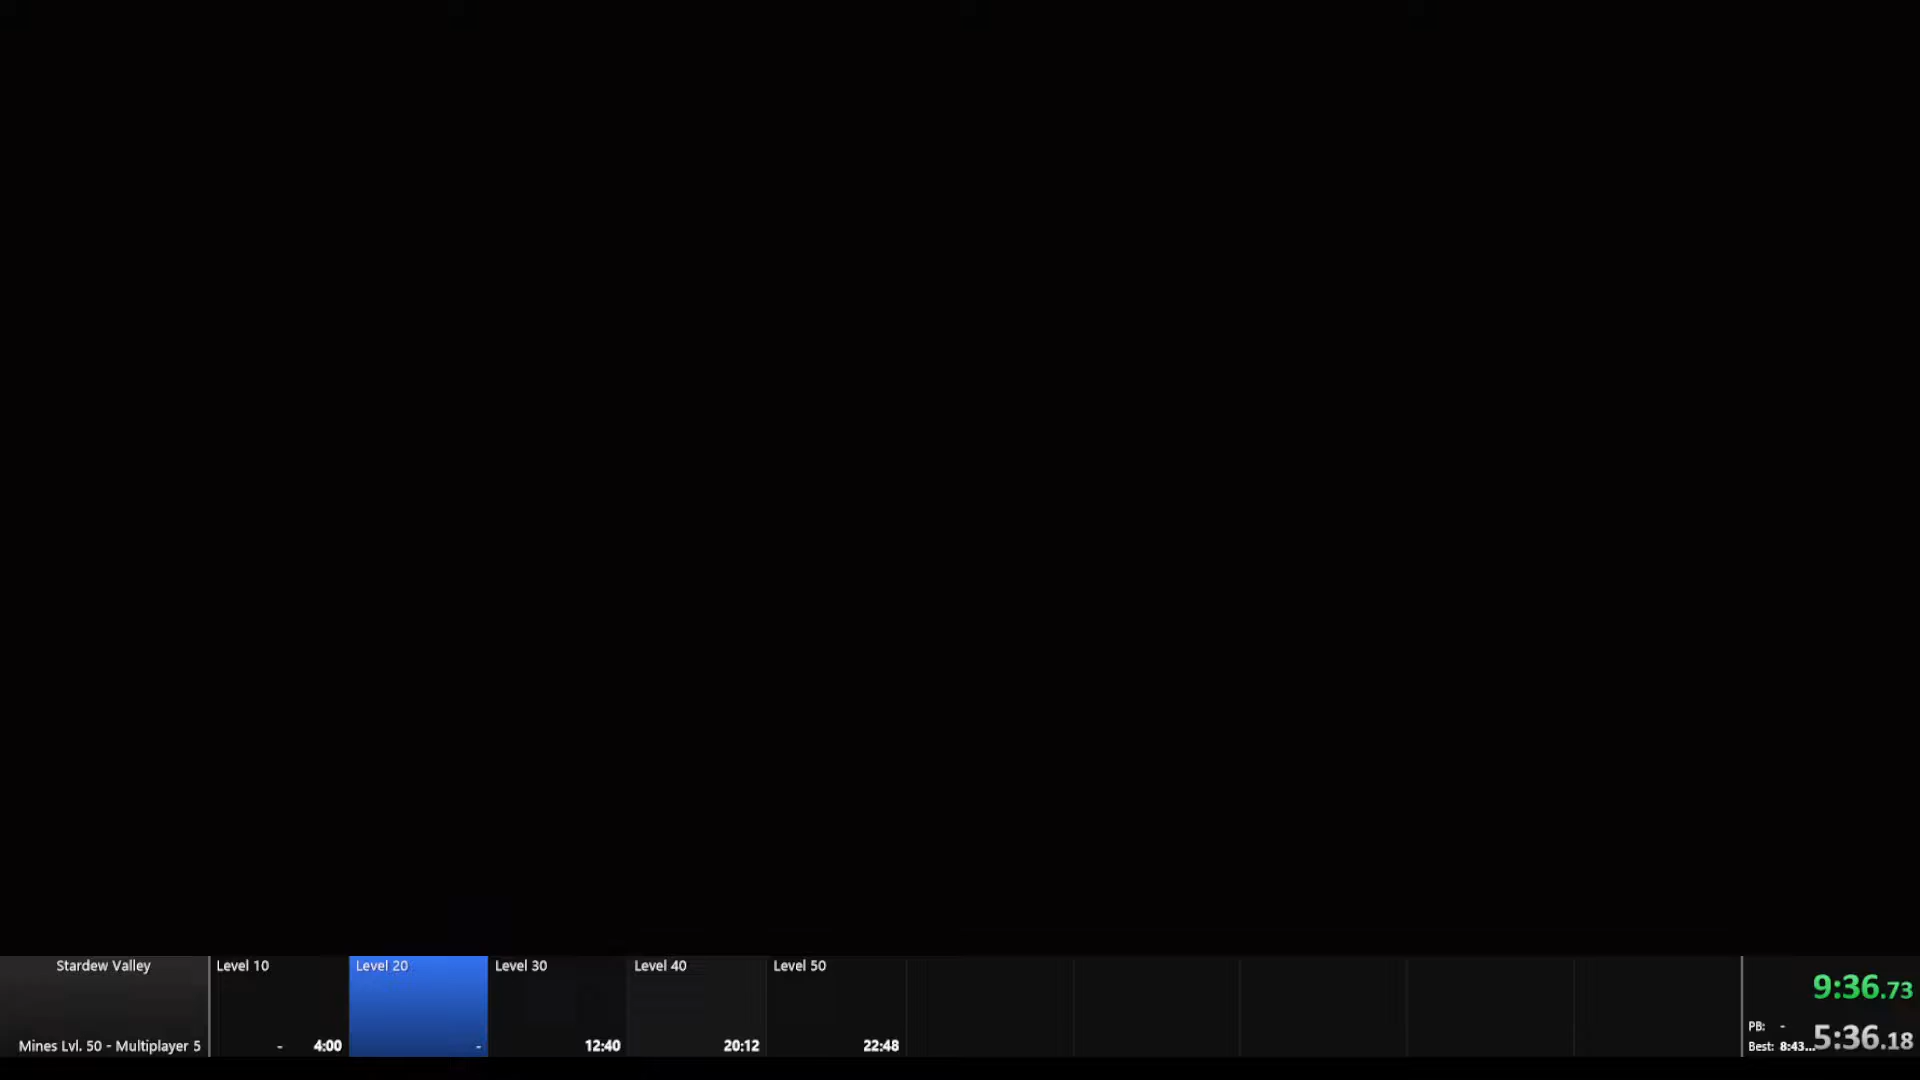 Stardew Valley
Mines Lvl. 50 - Multiplayer 5
Level 10
- 4:00
Level 20
-
Level 30
12:40
Level 40
20:12
Level 50
22:48
9:36.73
PB: -
Best: 8:43...
5:36.18